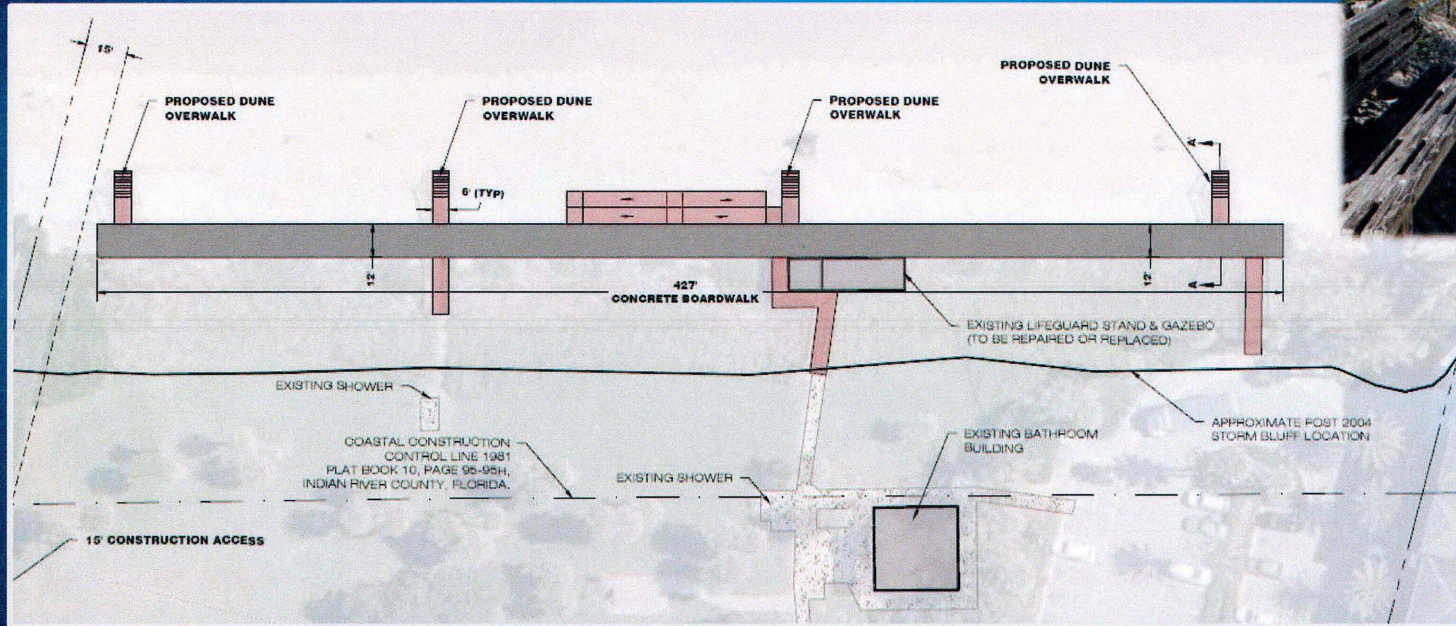 15'
PROPOSED DUNE
OVERWALK
PROPOSED DUNE
OVERWALK
PROPOSED DUNE
OVERWALK
PROPOSED DUNE
OVERWALK
A'
6' (TYP)
12'
12'
427'
CONCRETE BOARDWALK
A
EXISTING LIFEGUARD STAND & GAZEBO
(TO BE REPAIRED OR REPLACED)
EXISTING SHOWER
COASTAL CONSTRUCTION
CONTROL LINE 1981
PLAT BOOK 10, PAGE 95-95H,
INDIAN RIVER COUNTY, FLORIDA.
EXISTING SHOWER
EXISTING BATHROOM
BUILDING
APPROXIMATE POST 2004
STORM BLUFF LOCATION
15' CONSTRUCTION ACCESS